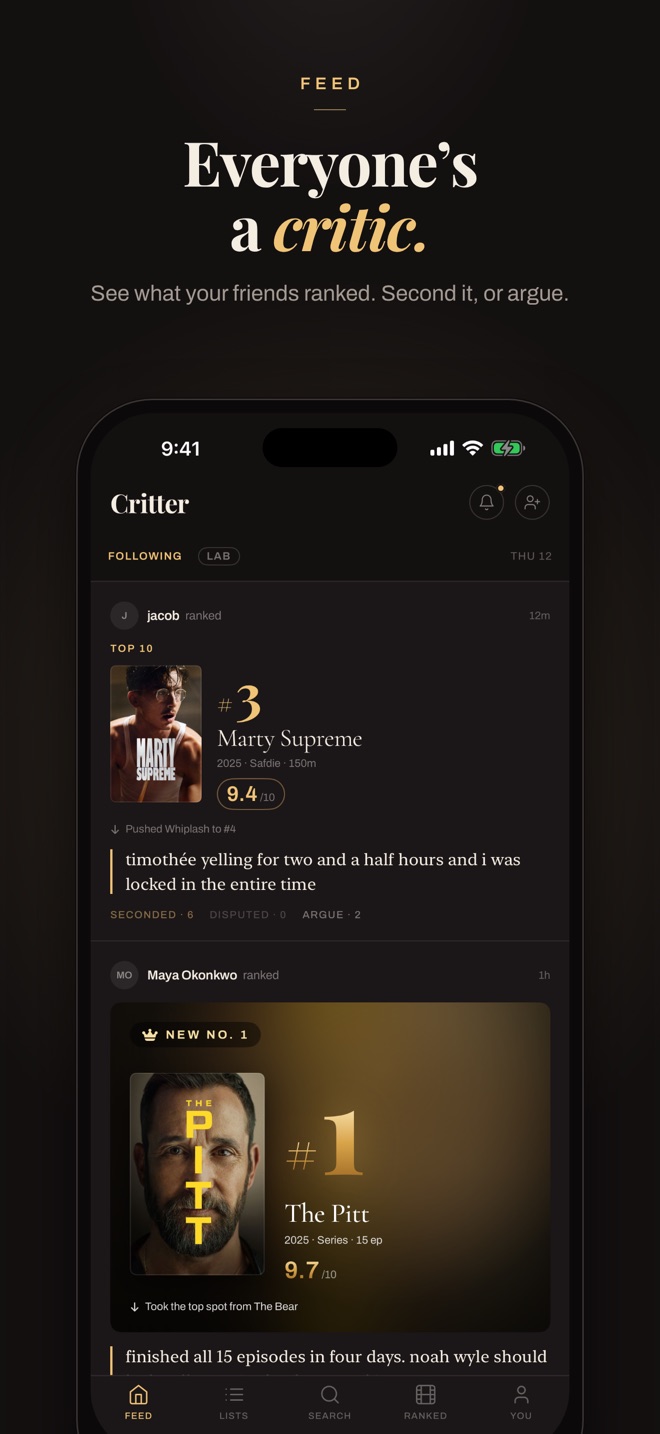 FEED
Everyone’s
a critic.
See what your friends ranked. Second it, or argue.
9:41
Critter
FOLLOWING LAB THU 12
J jacob ranked 12m
TOP 10
#3
MARTY
SUPREME
Marty Supreme
2025 · Safdie · 150m
9.4 /10
↓ Pushed Whiplash to #4
timothée yelling for two and a half hours and i was
locked in the entire time
SECONDED · 6 DISPUTED · 0 ARGUE · 2
MO Maya Okonkwo ranked 1h
NEW NO. 1
THE
PITT
#1
The Pitt
2025 · Series · 15 ep
9.7 /10
↓ Took the top spot from The Bear
finished all 15 episodes in four days. noah wyle should
FEED LISTS SEARCH RANKED YOU